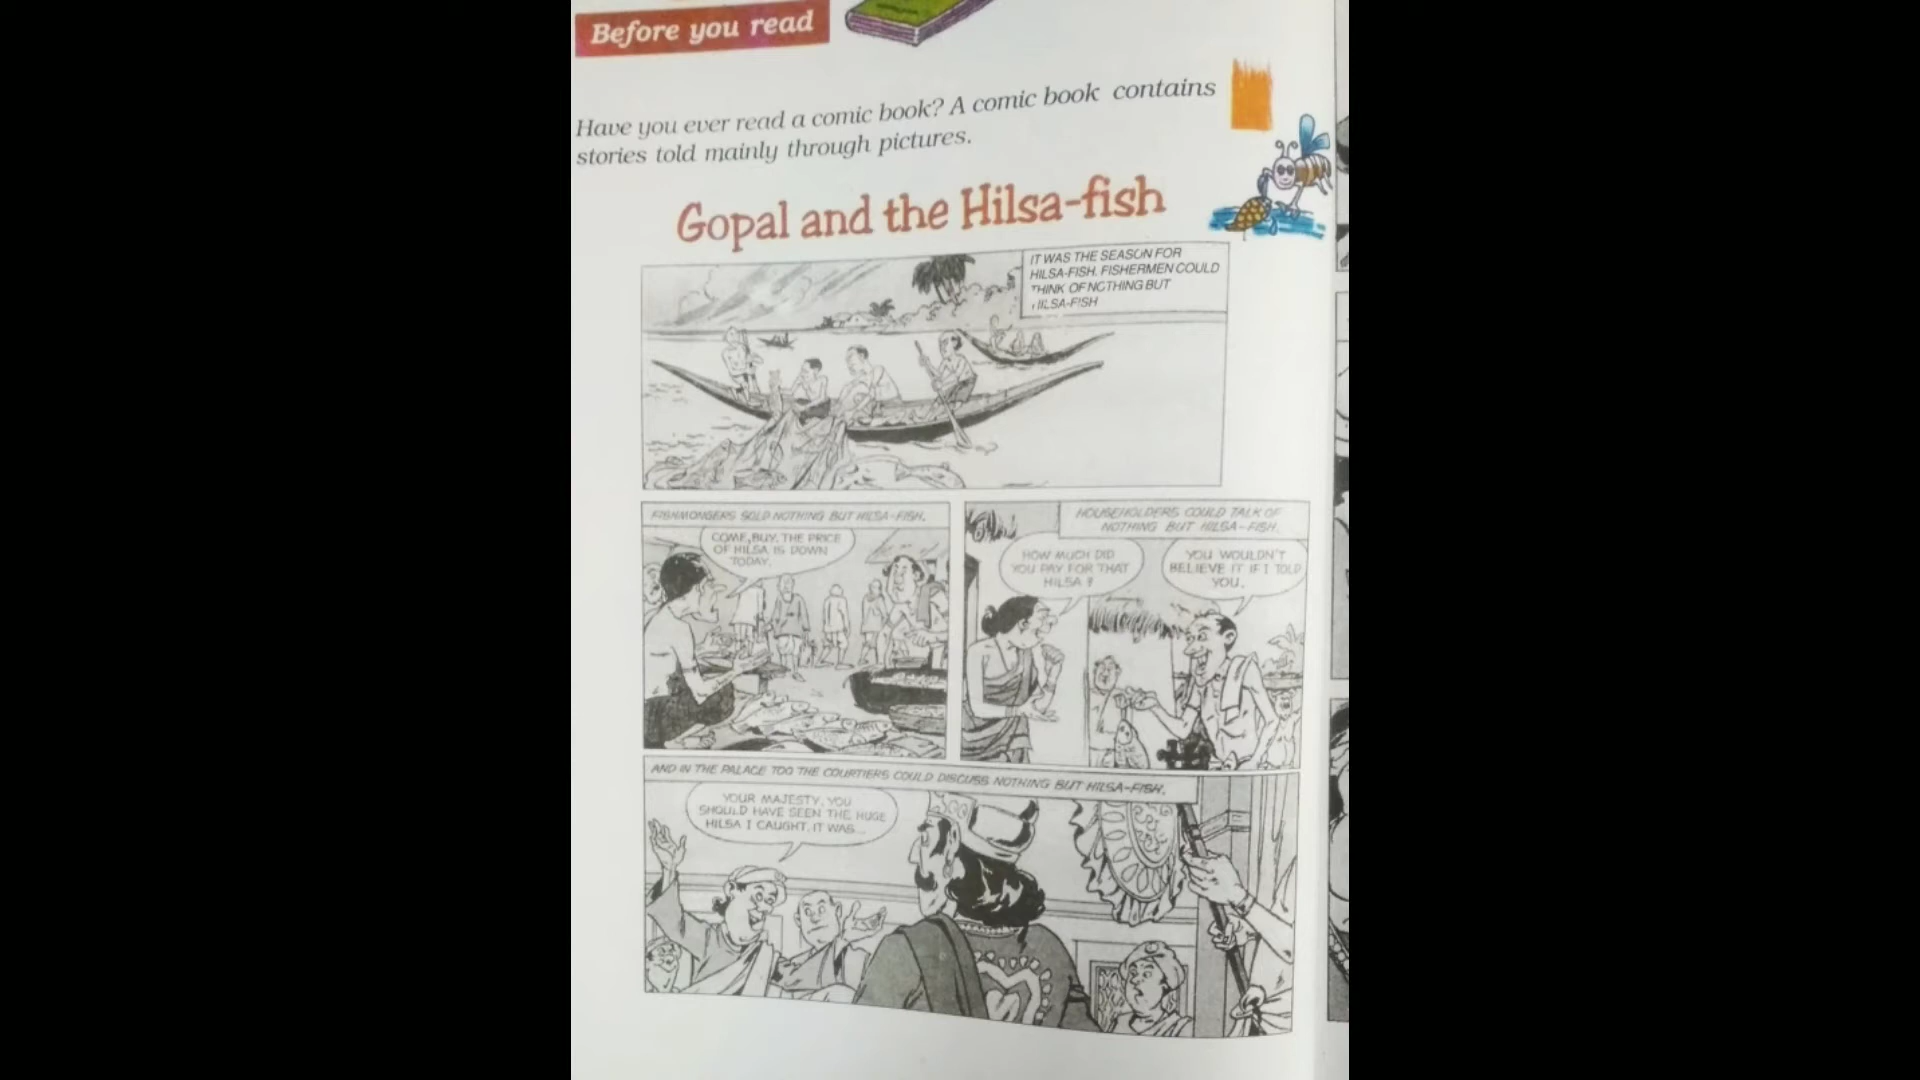 Before you read
Have you ever read a comic book? A comic book contains
stories told mainly through pictures.
Gopal and the Hilsa-fish
IT WAS THE SEASON FOR
HILSA-FISH. FISHERMEN COULD
THINK OF NOTHING BUT
HILSA-FISH
FISHMONGERS SOLD NOTHING BUT HILSA-FISH.
COME, BUY. THE PRICE
OF HILSA IS DOWN
TODAY.
HOUSEHOLDERS COULD TALK OF
NOTHING BUT HILSA-FISH.
HOW MUCH DID
YOU PAY FOR THAT
HILSA?
YOU WOULDN'T
BELIEVE IT IF I TOLD
YOU.
AND IN THE PALACE TOO THE COURTIERS COULD DISCUSS NOTHING BUT HILSA-FISH.
YOUR MAJESTY, YOU
SHOULD HAVE SEEN THE HUGE
HILSA I CAUGHT. IT WAS...